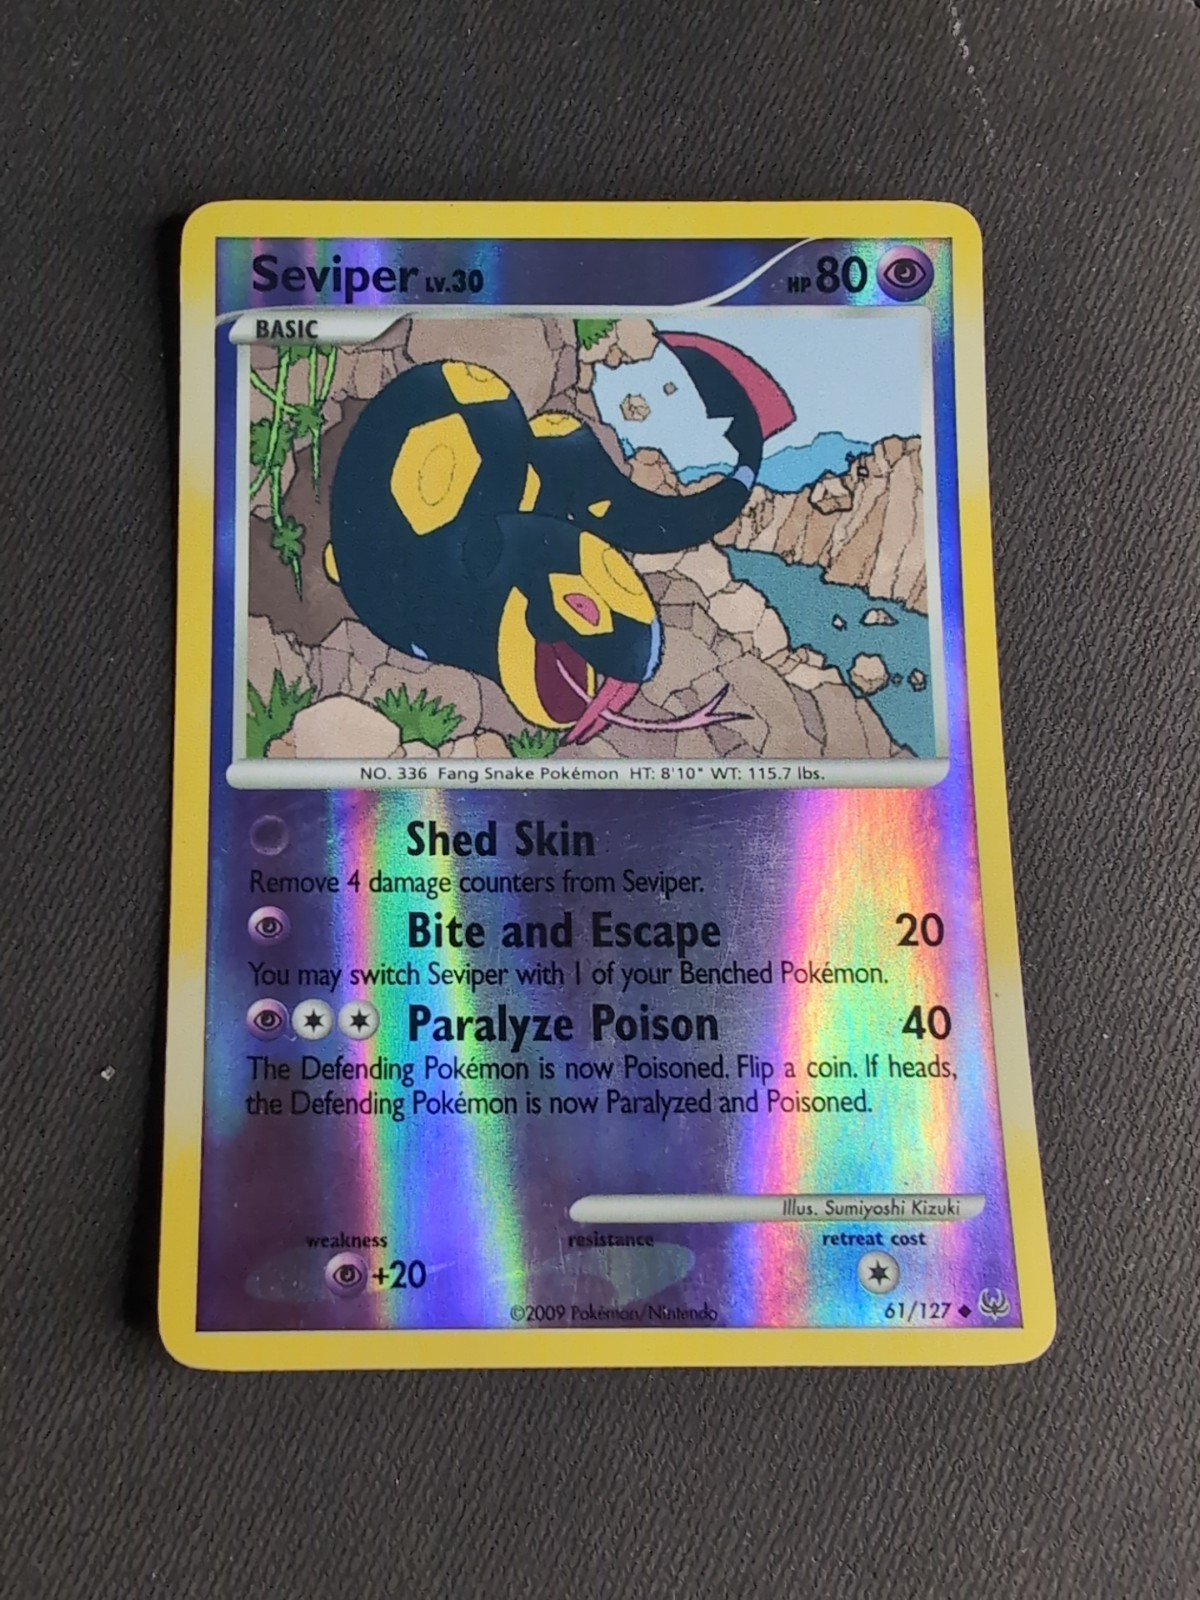 Seviper LV.30 HP 80
BASIC
NO. 336 Fang Snake Pokémon HT: 8'10" WT: 115.7 lbs.
Shed Skin
Remove 4 damage counters from Seviper.
Bite and Escape 20
You may switch Seviper with 1 of your Benched Pokémon.
Paralyze Poison 40
The Defending Pokémon is now Poisoned. Flip a coin. If heads,
the Defending Pokémon is now Paralyzed and Poisoned.
Illus. Sumiyoshi Kizuki
weakness resistance retreat cost
+20
©2009 Pokémon/Nintendo 61/127